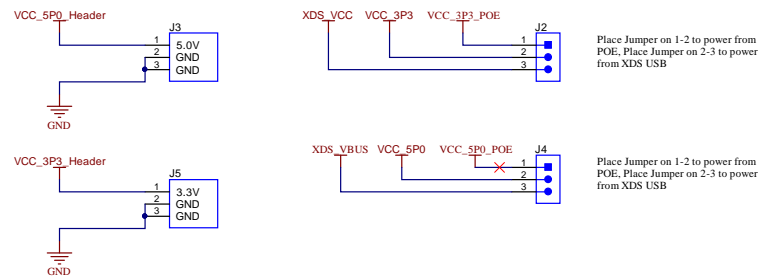 VCC_5P0_Header
J3
1 5.0V
2 GND
3 GND
GND
XDS_VCC VCC_3P3 VCC_3P3_POE
J2
1
2
3
Place Jumper on 1-2 to power from
POE, Place Jumper on 2-3 to power
from XDS USB
VCC_3P3_Header
J5
1 3.3V
2 GND
3 GND
GND
XDS_VBUS VCC_5P0 VCC_5P0_POE
J4
1
2
3
Place Jumper on 1-2 to power from
POE, Place Jumper on 2-3 to power
from XDS USB